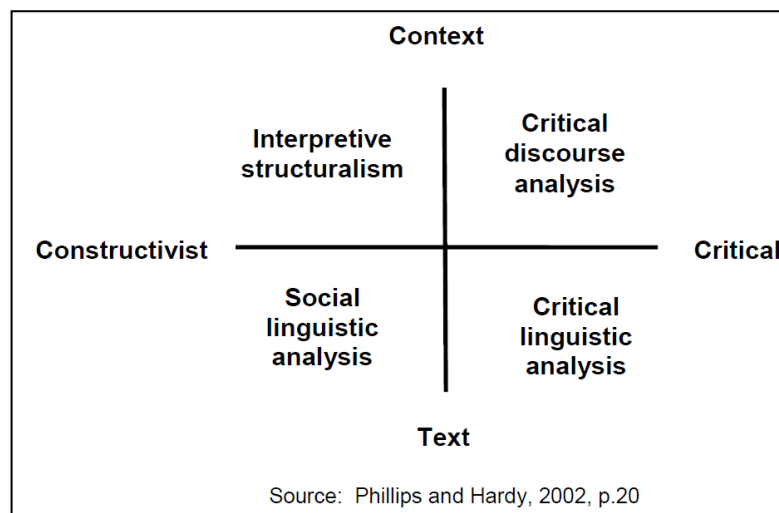 Context
Interpretive
structuralism
Critical
discourse
analysis
Constructivist
Critical
Social
linguistic
analysis
Critical
linguistic
analysis
Text
Source: Phillips and Hardy, 2002, p.20